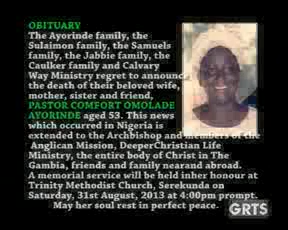 OBITUARY
The Ayorinde family, the
Sulaimon family, the Samuels
family, the Jabbie family, the
Caulker family and Calvary
Way Ministry regret to announce
the death of their beloved wife,
mother, sister and friend,
PASTOR COMFORT OMOLADE
AYORINDE aged 53. This news
which occurred in Nigeria is
extended to the Archbishop and members of the
Anglican Mission, DeeperChristian Life
Ministry, the entire body of Christ in The
Gambia, friends and family nearand abroad.
A memorial service will be held inher honour at
Trinity Methodist Church, Serekunda on
Saturday, 31st August, 2013 at 4:00pm prompt.
May her soul rest in perfect peace.
GRTS